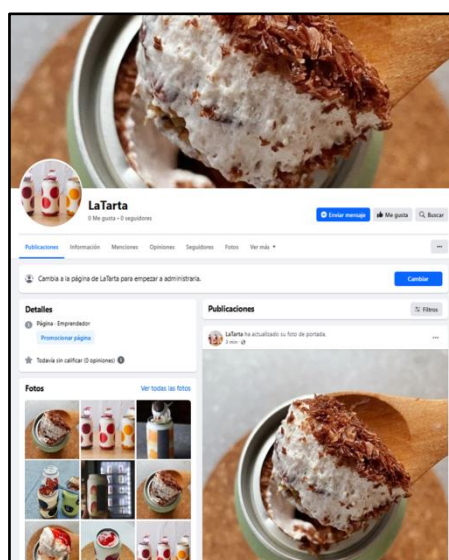 LaTarta
0 Me gusta • 0 seguidores
Enviar mensaje
Me gusta
Buscar
Publicaciones
Información
Menciones
Opiniones
Seguidores
Fotos
Ver más
Cambia a la página de LaTarta para empezar a administrarla.
Cambiar
Detalles
Página · Emprendedor
Promocionar página
Todavía sin calificar (0 opiniones)
Fotos
Ver todas las fotos
Publicaciones
Filtros
LaTarta ha actualizado su foto de portada.
3 min ·